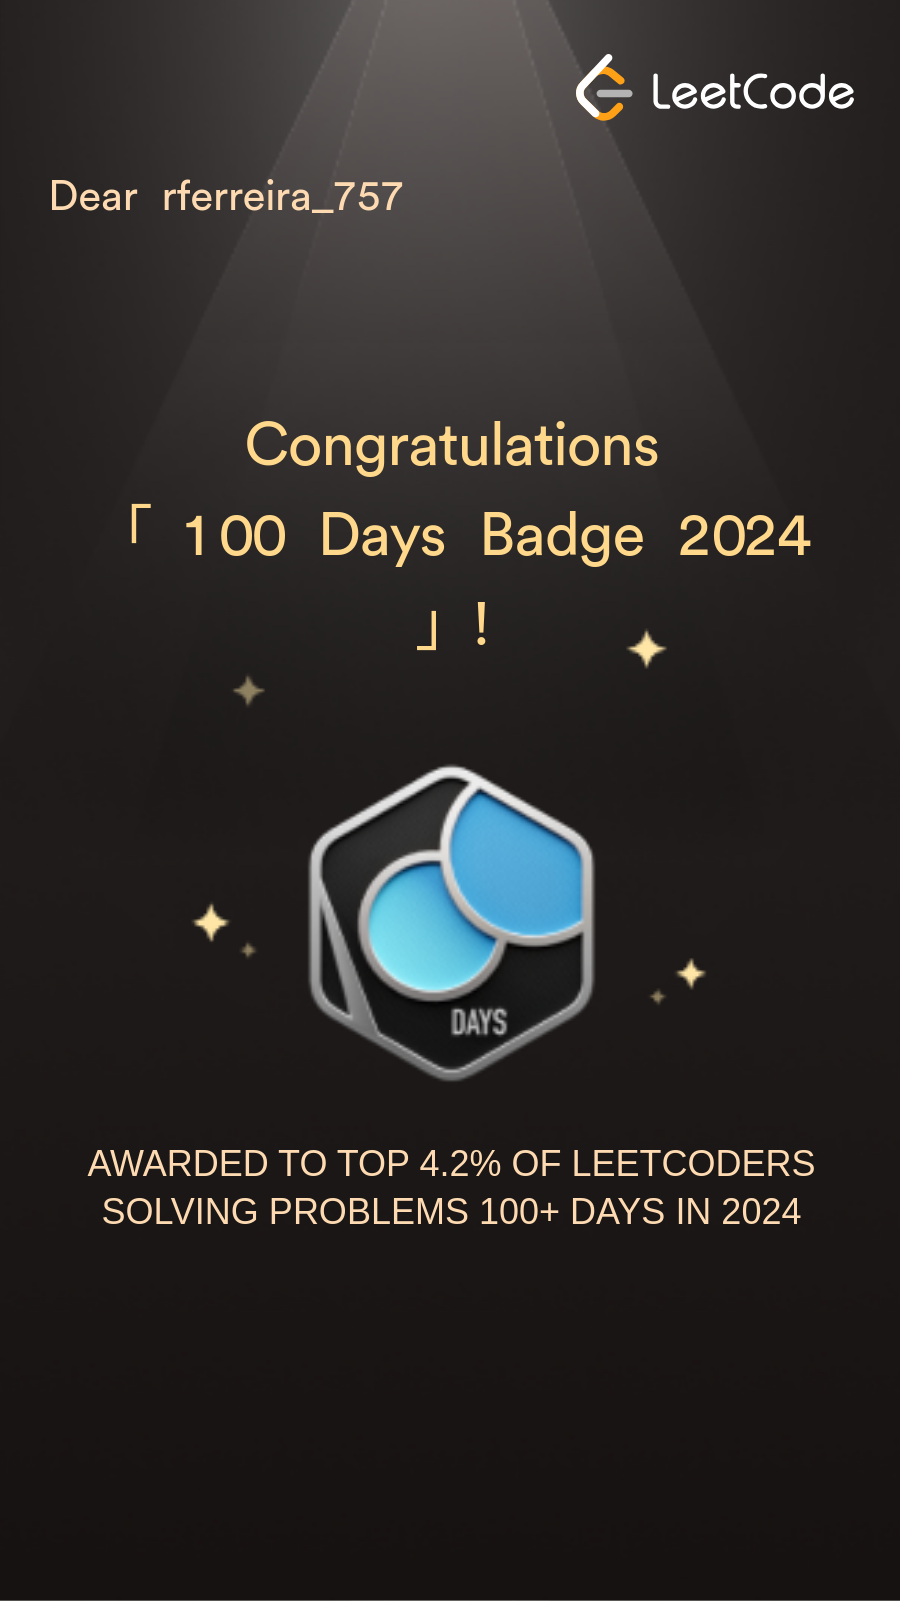 LeetCode
Dear rferreira_757
Congratulations
「 100 Days Badge 2024
」!
DAYS
AWARDED TO TOP 4.2% OF LEETCODERS
SOLVING PROBLEMS 100+ DAYS IN 2024